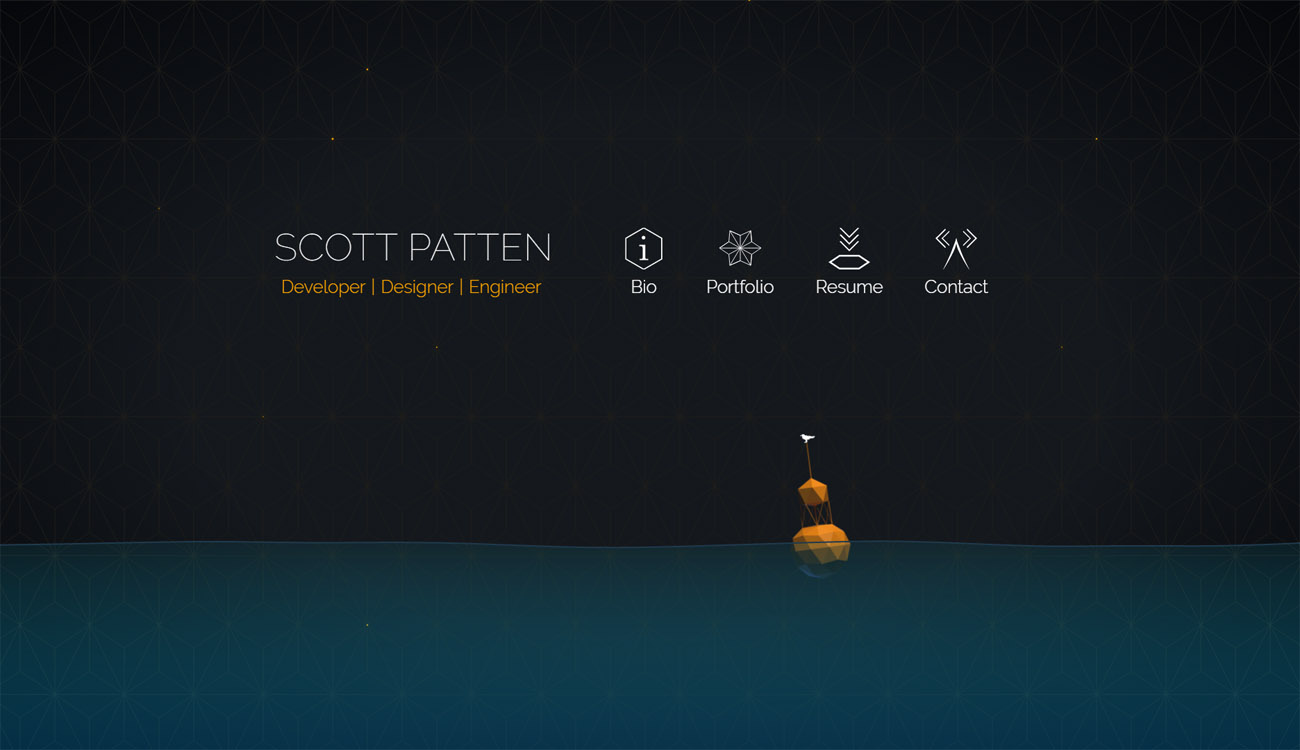 SCOTT PATTEN
Developer | Designer | Engineer
Bio
Portfolio
Resume
Contact